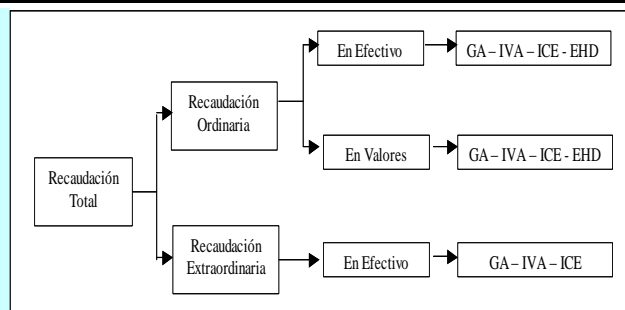 En Efectivo
GA – IVA – ICE - EHD
Recaudación
Ordinaria
En Valores
GA – IVA – ICE - EHD
Recaudación
Total
Recaudación
Extraordinaria
En Efectivo
GA – IVA – ICE